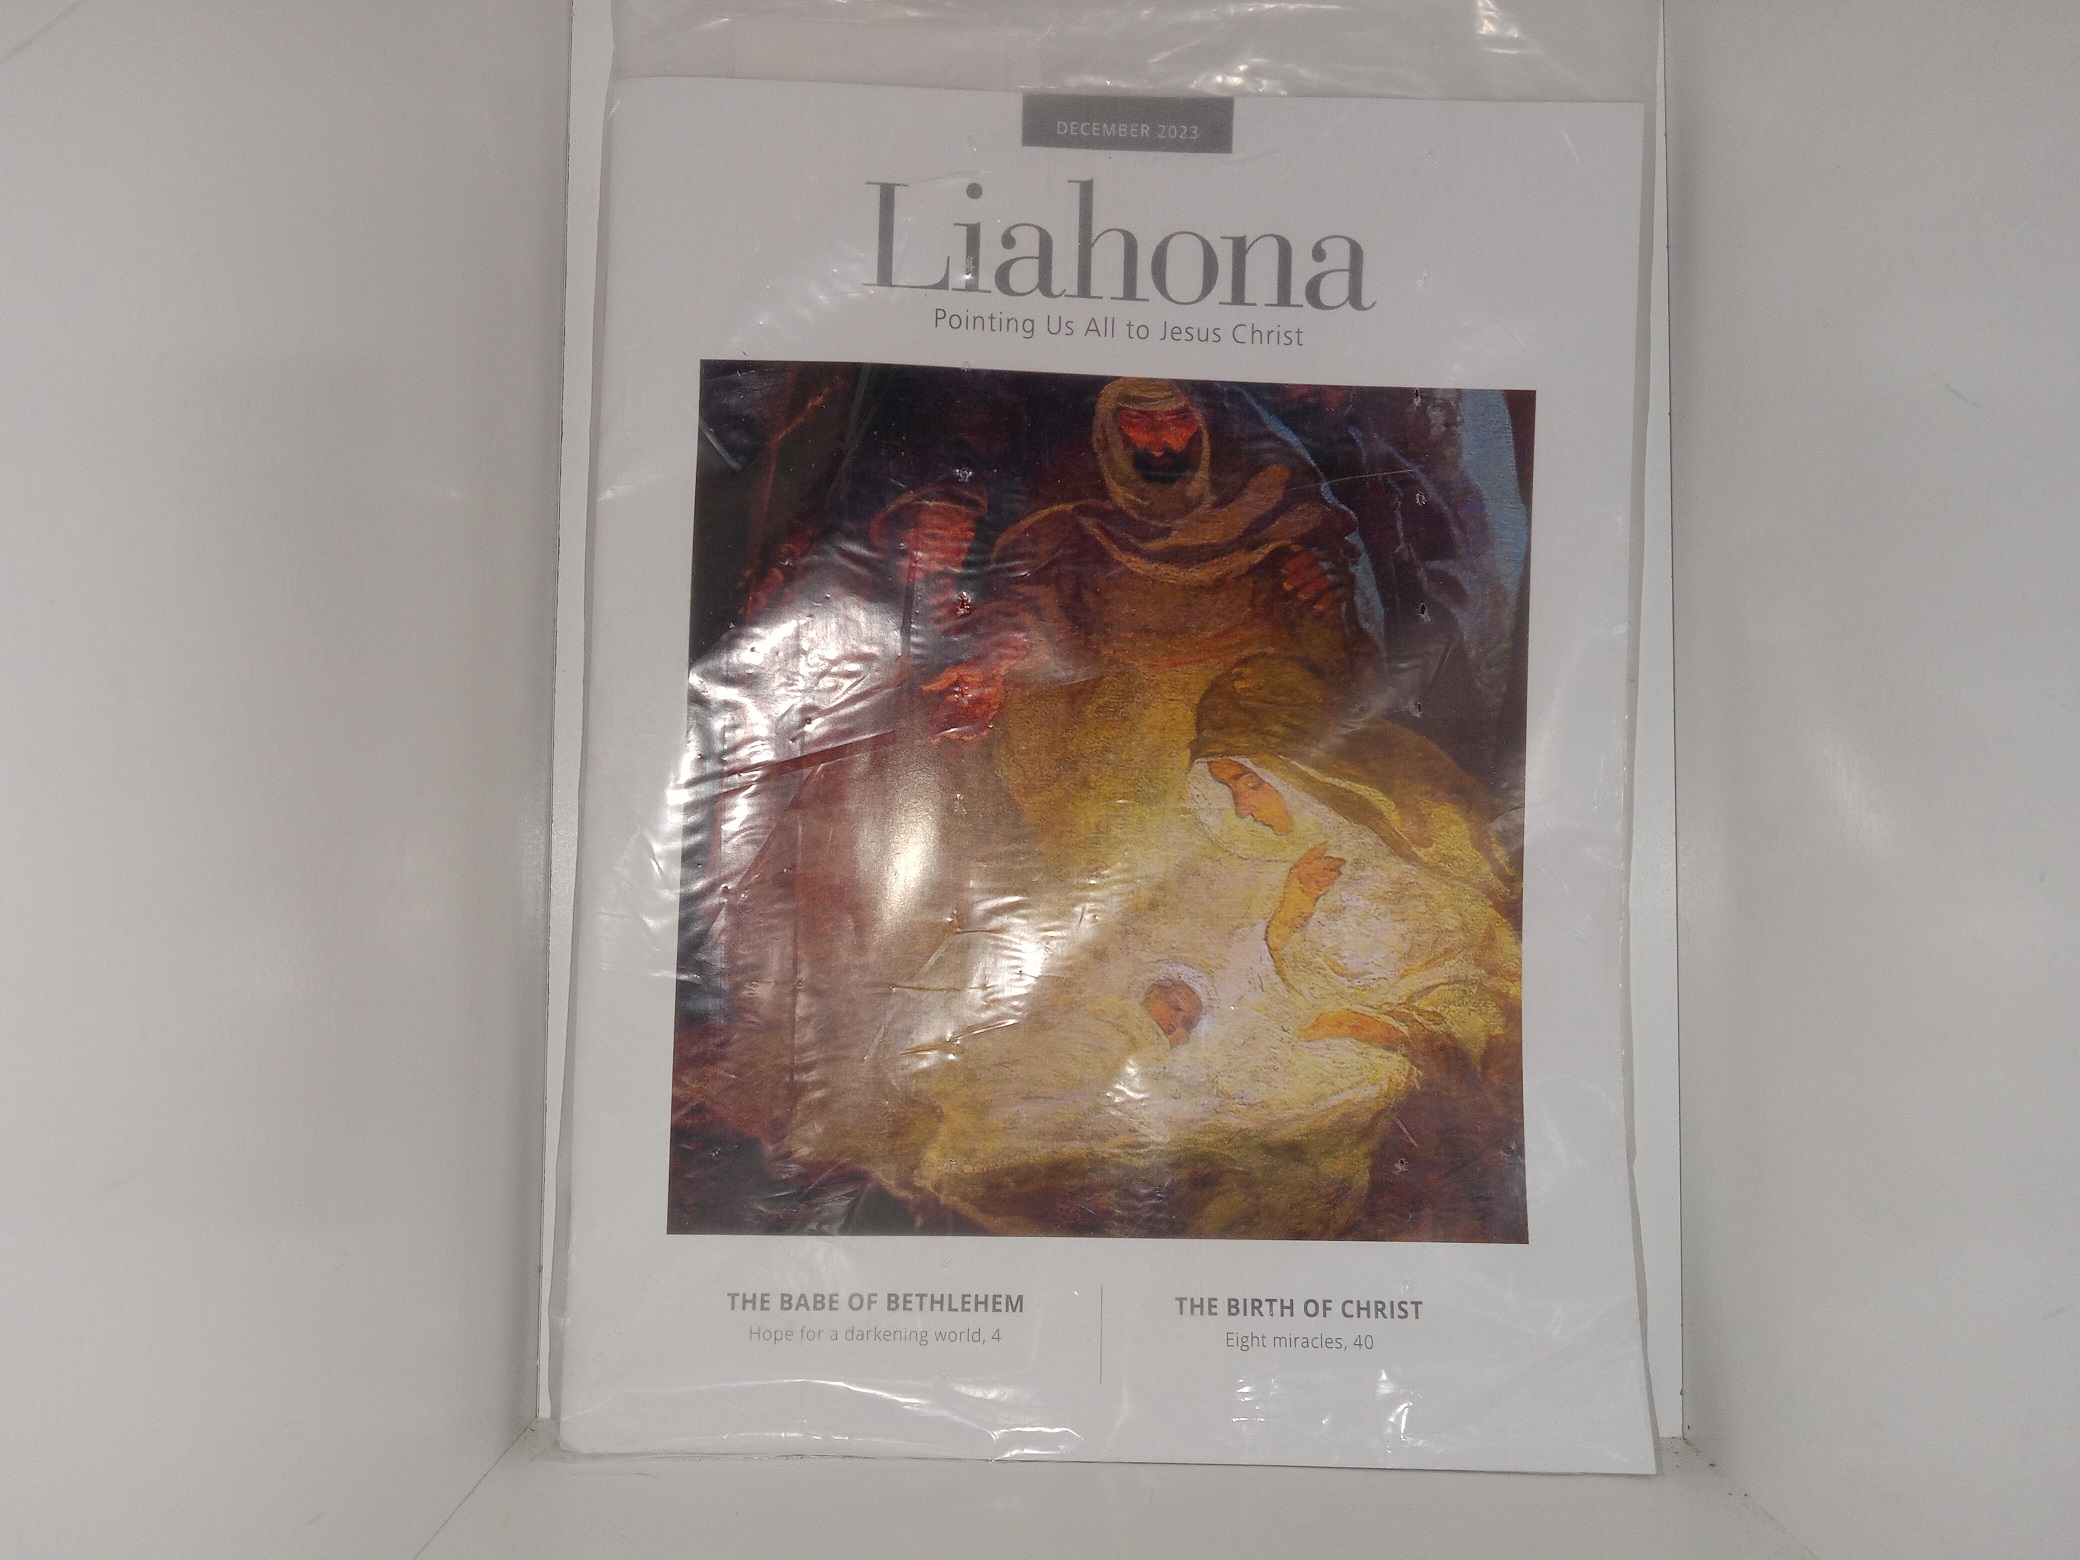 DECEMBER 2023
Liahona
Pointing Us All to Jesus Christ
THE BABE OF BETHLEHEM
Hope for a darkening world, 4
THE BIRTH OF CHRIST
Eight miracles, 40